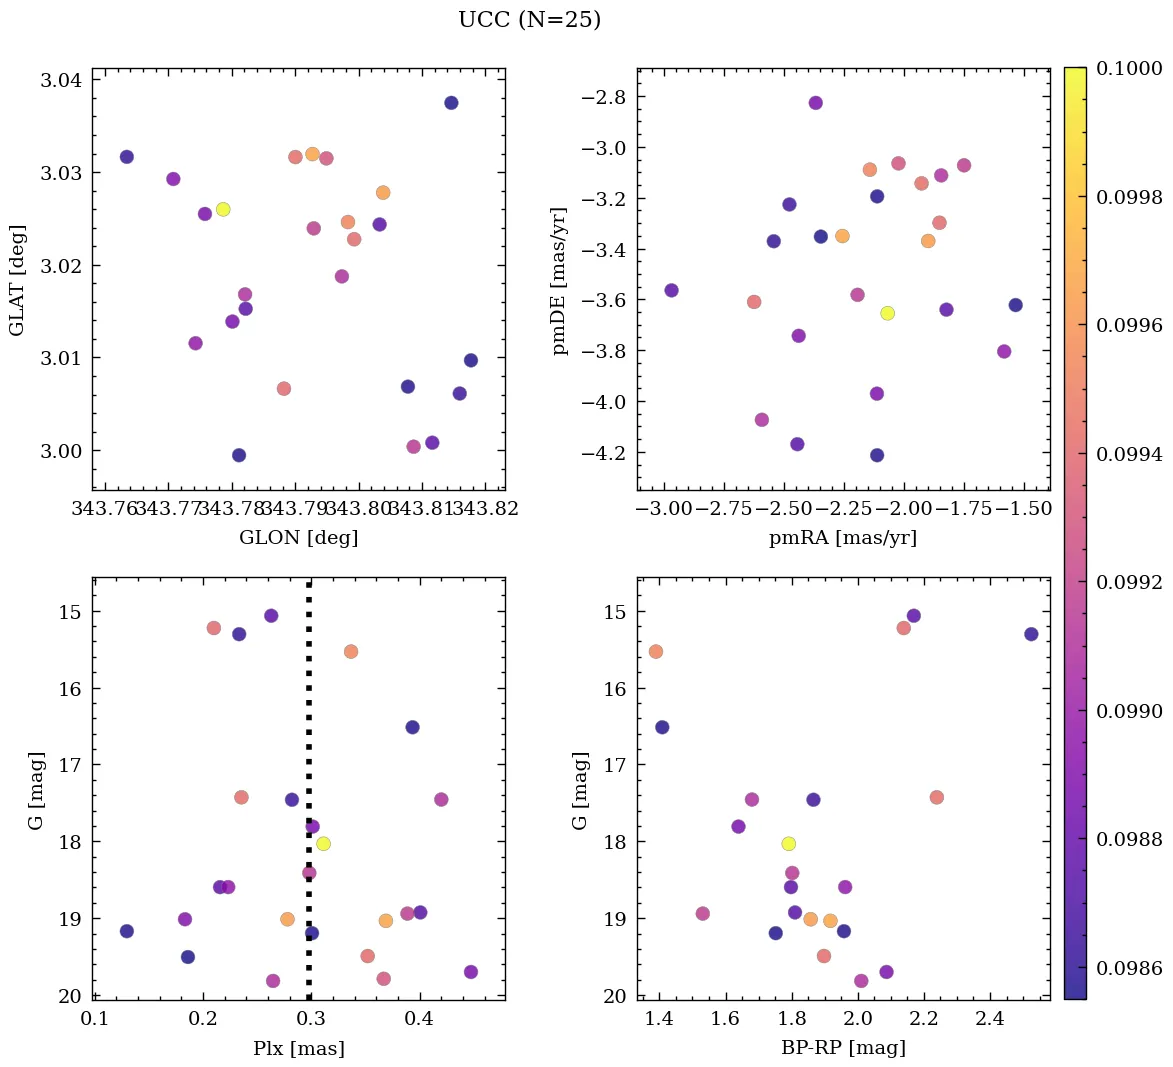 UCC (N=25)
3.04
3.03
3.02
3.01
3.00
GLAT [deg]
343.76 343.77 343.78 343.79 343.80 343.81 343.82
GLON [deg]
−2.8
−3.0
−3.2
−3.4
−3.6
−3.8
−4.0
−4.2
pmDE [mas/yr]
−3.00 −2.75 −2.50 −2.25 −2.00 −1.75 −1.50
pmRA [mas/yr]
15
16
17
18
19
20
G [mag]
0.1 0.2 0.3 0.4
Plx [mas]
15
16
17
18
19
20
G [mag]
1.4 1.6 1.8 2.0 2.2 2.4
BP-RP [mag]
0.1000
0.0998
0.0996
0.0994
0.0992
0.0990
0.0988
0.0986